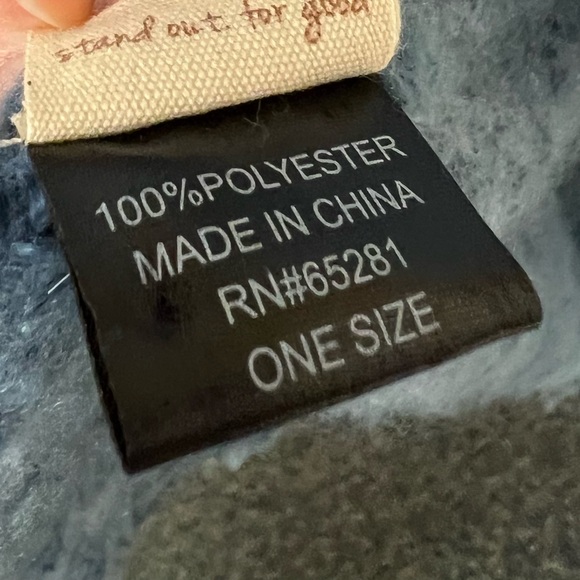 stand out. for good
100%POLYESTER
MADE IN CHINA
RN#65281
ONE SIZE